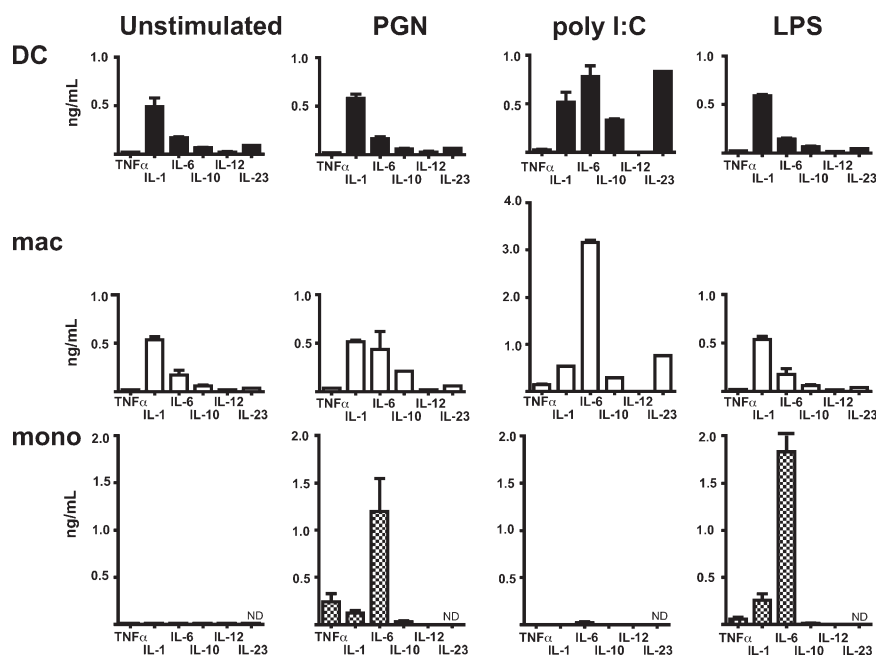 Unstimulated PGN poly I:C LPS
DC
ng/mL
1.0 1.0 1.0 1.0
0.5 0.5 0.5 0.5
TNFα IL-6 IL-12 TNFα IL-6 IL-12 TNFα IL-6 IL-12 TNFα IL-6 IL-12
IL-1 IL-10 IL-23 IL-1 IL-10 IL-23 IL-1 IL-10 IL-23 IL-1 IL-10 IL-23
mac
ng/mL
4.0
3.0
2.0
1.0 1.0 1.0 1.0
0.5 0.5 0.5
TNFα IL-6 IL-12 TNFα IL-6 IL-12 TNFα IL-6 IL-12 TNFα IL-6 IL-12
IL-1 IL-10 IL-23 IL-1 IL-10 IL-23 IL-1 IL-10 IL-23 IL-1 IL-10 IL-23
mono
ng/mL
2.0 2.0 2.0 2.0
1.5 1.5 1.5 1.5
1.0 1.0 1.0 1.0
0.5 0.5 0.5 0.5
ND ND ND ND
TNFα IL-6 IL-12 TNFα IL-6 IL-12 TNFα IL-6 IL-12 TNFα IL-6 IL-12
IL-1 IL-10 IL-23 IL-1 IL-10 IL-23 IL-1 IL-10 IL-23 IL-1 IL-10 IL-23